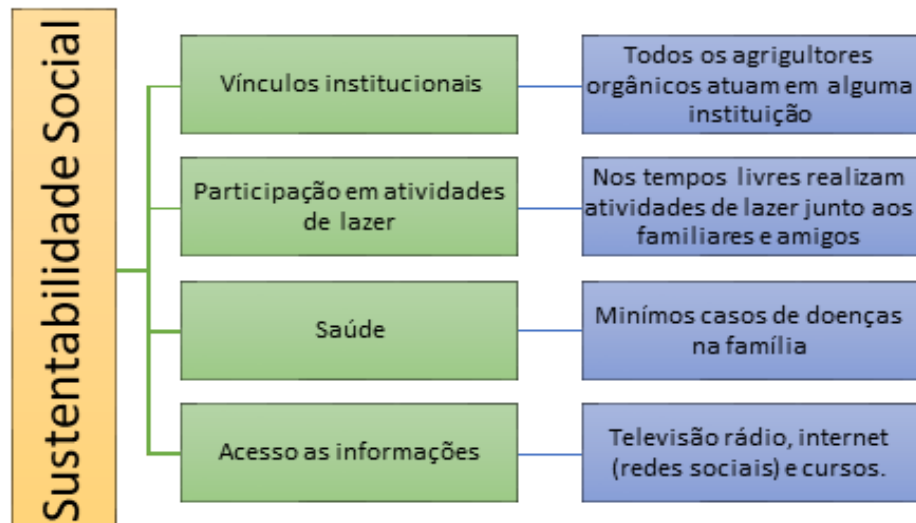 Sustentabilidade Social
Vínculos institucionais
Todos os agrigultores
orgânicos atuam em alguma
instituição
Participação em atividades
de lazer
Nos tempos livres realizam
atividades de lazer junto aos
familiares e amigos
Saúde
Minímos casos de doenças
na família
Acesso as informações
Televisão rádio, internet
(redes sociais) e cursos.